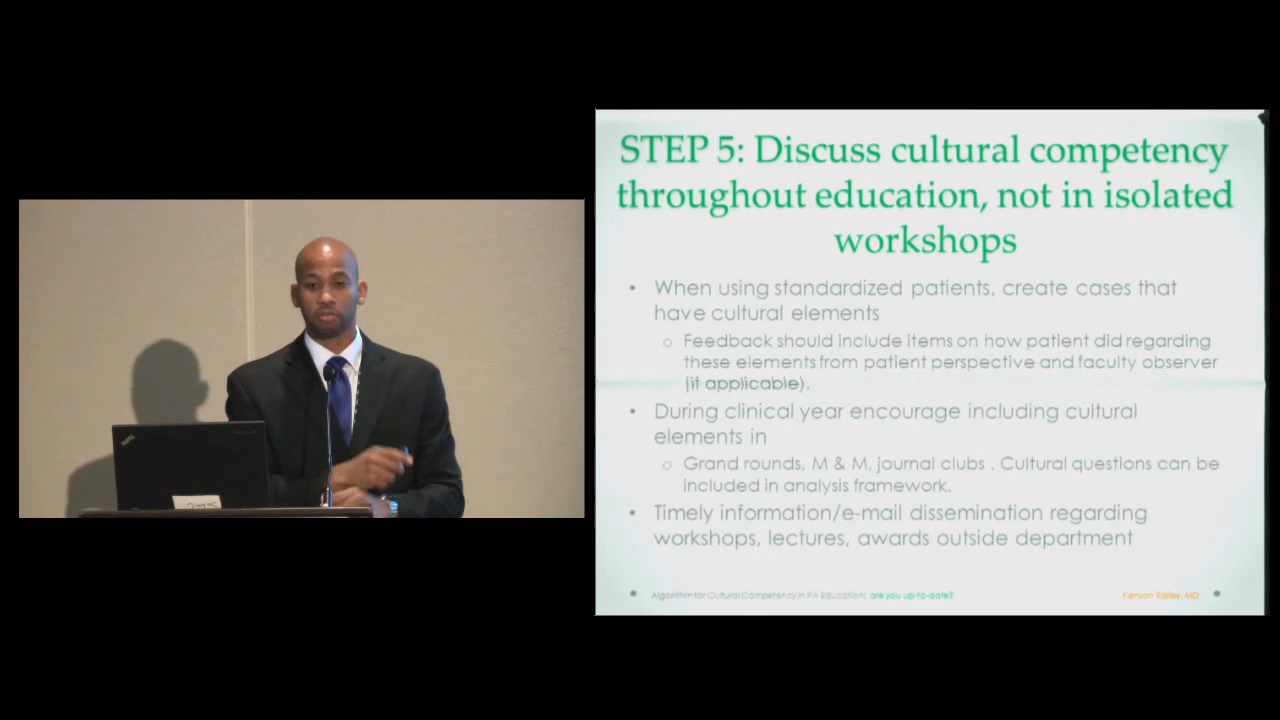 STEP 5: Discuss cultural competency
throughout education, not in isolated
workshops
• When using standardized patients, create cases that
have cultural elements
o Feedback should include items on how patient did regarding
these elements from patient perspective and faculty observer
(if applicable).
• During clinical year encourage including cultural
elements in
o Grand rounds, M & M, journal clubs . Cultural questions can be
included in analysis framework.
• Timely information/e-mail dissemination regarding
workshops, lectures, awards outside department
Algorithm for Cultural Competency in PA Education| are you up-to-date?
Kenyon Railey, MD